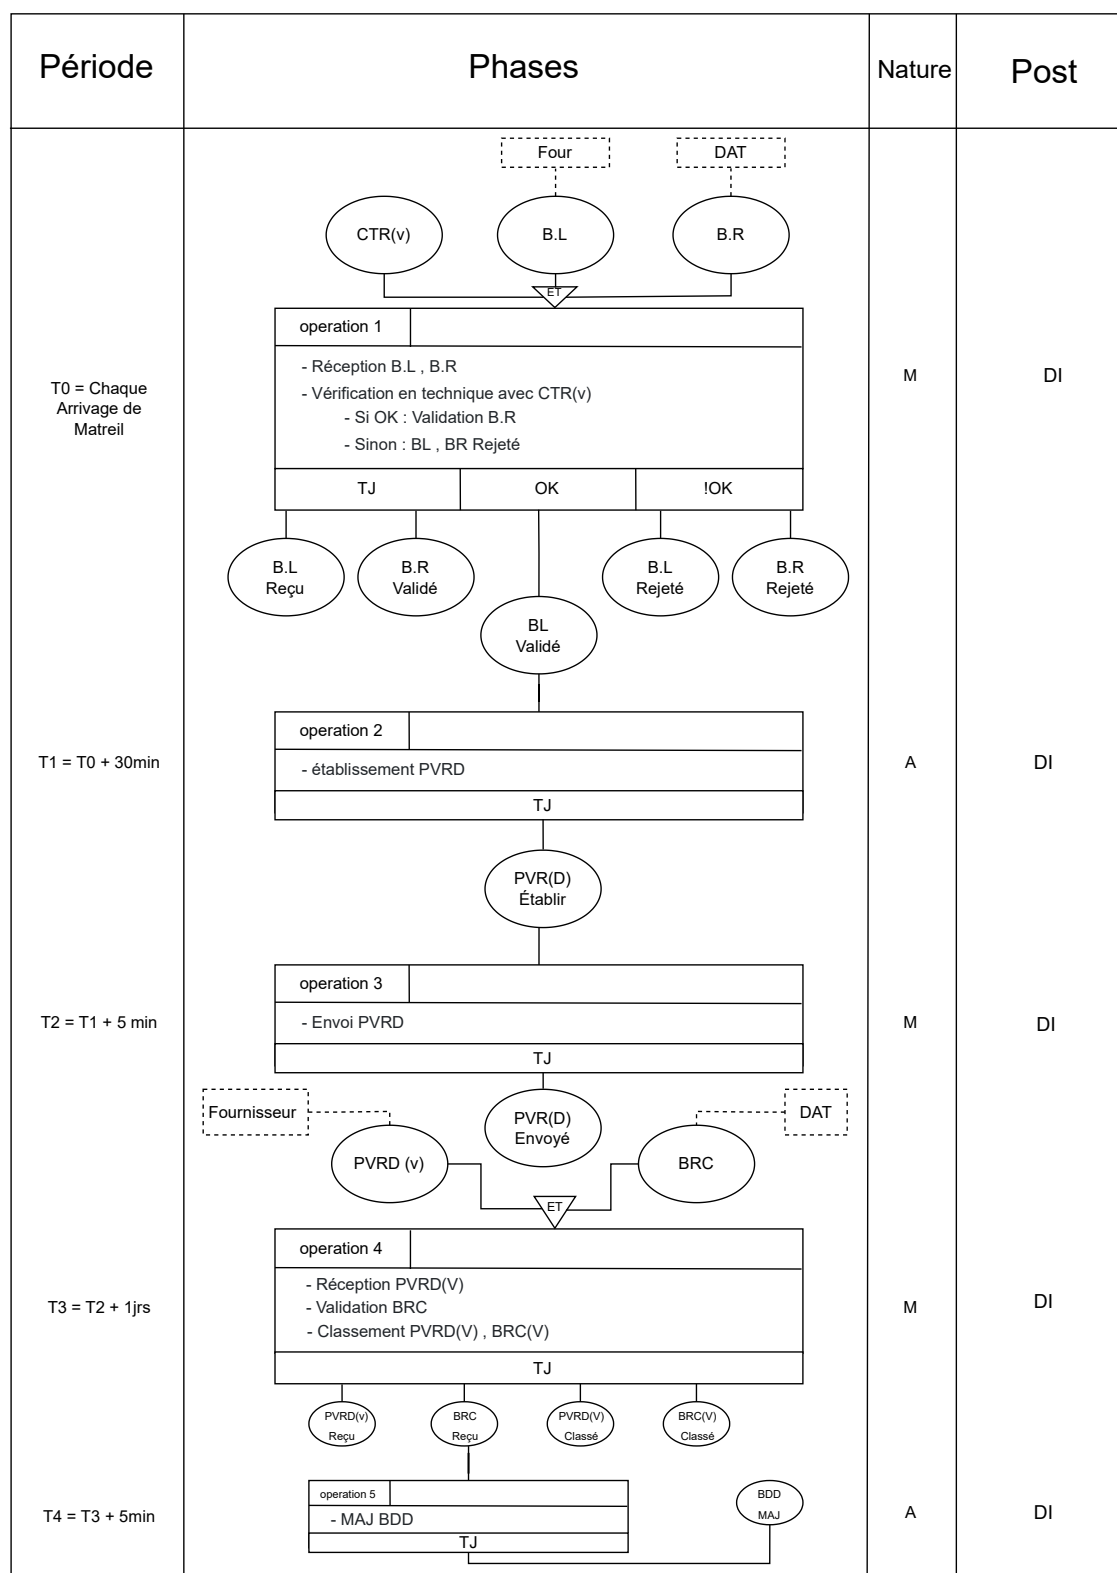 Période
Phases
Nature
Post
Four
DAT
CTR(v)
B.L
B.R
ET
operation 1
- Réception B.L , B.R
- Vérification en technique avec CTR(v)
- Si OK : Validation B.R
- Sinon : BL , BR Rejeté
T0 = Chaque
Arrivage de
Matreil
M
DI
TJ
OK
!OK
B.L
Reçu
B.R
Validé
B.L
Rejeté
B.R
Rejeté
BL
Validé
operation 2
- établissement PVRD
TJ
T1 = T0 + 30min
A
DI
PVR(D)
Établir
operation 3
- Envoi PVRD
TJ
T2 = T1 + 5 min
M
DI
Fournisseur
PVR(D)
Envoyé
DAT
PVRD (v)
BRC
ET
operation 4
- Réception PVRD(V)
- Validation BRC
- Classement PVRD(V) , BRC(V)
TJ
T3 = T2 + 1jrs
M
DI
PVRD(v)
Reçu
BRC
Reçu
PVRD(V)
Classé
BRC(V)
Classé
operation 5
- MAJ BDD
TJ
BDD
MAJ
T4 = T3 + 5min
A
DI